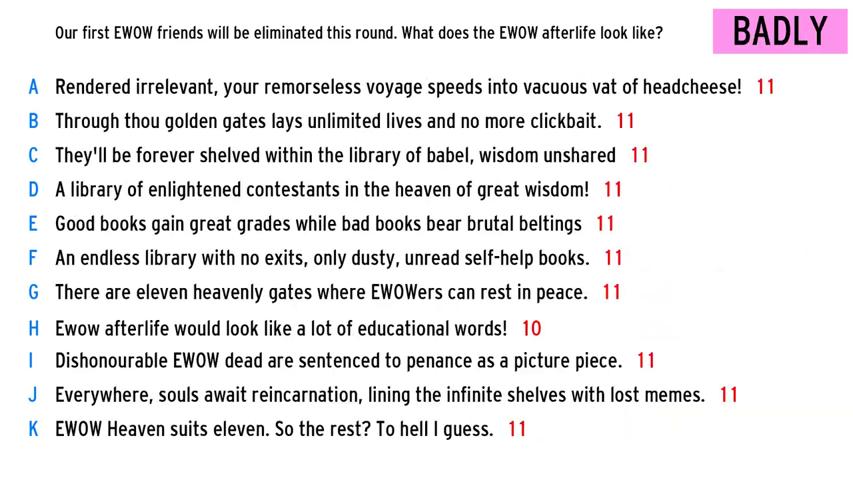 Our first EWOW friends will be eliminated this round. What does the EWOW afterlife look like?
BADLY
A Rendered irrelevant, your remorseless voyage speeds into vacuous vat of headcheese! 11
B Through thou golden gates lays unlimited lives and no more clickbait. 11
C They'll be forever shelved within the library of babel, wisdom unshared 11
D A library of enlightened contestants in the heaven of great wisdom! 11
E Good books gain great grades while bad books bear brutal beltings 11
F An endless library with no exits, only dusty, unread self-help books. 11
G There are eleven heavenly gates where EWOWers can rest in peace. 11
H Ewow afterlife would look like a lot of educational words! 10
I Dishonourable EWOW dead are sentenced to penance as a picture piece. 11
J Everywhere, souls await reincarnation, lining the infinite shelves with lost memes. 11
K EWOW Heaven suits eleven. So the rest? To hell I guess. 11